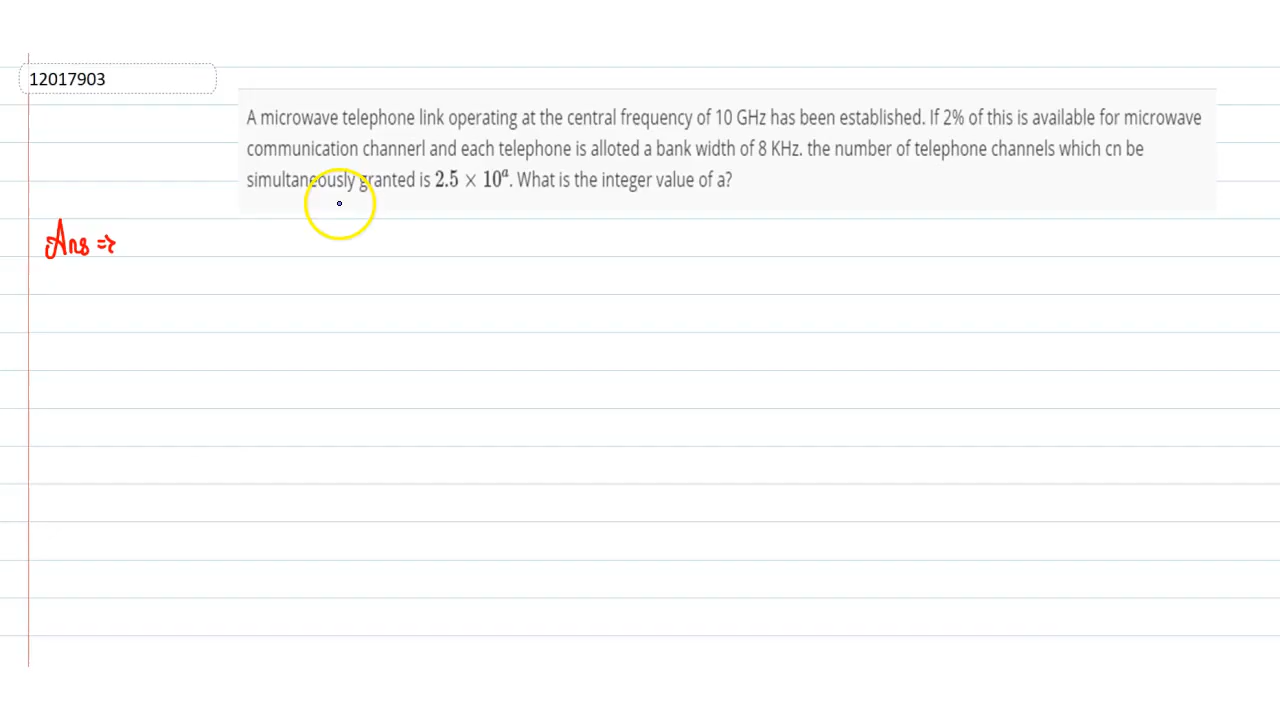 12017903
A microwave telephone link operating at the central frequency of 10 GHz has been established. If 2% of this is available for microwave
communication channerl and each telephone is alloted a bank width of 8 KHz. the number of telephone channels which cn be
simultaneously granted is 2.5 × 10ᵃ. What is the integer value of a?
Ans ⇒